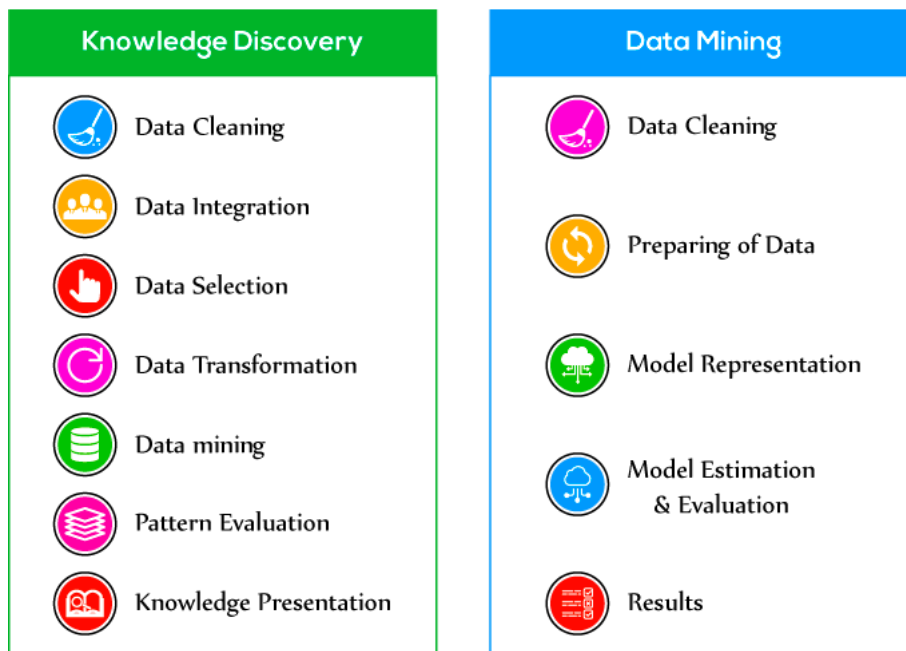 Knowledge Discovery
Data Cleaning
Data Integration
Data Selection
Data Transformation
Data mining
Pattern Evaluation
Knowledge Presentation
Data Mining
Data Cleaning
Preparing of Data
Model Representation
Model Estimation
& Evaluation
Results